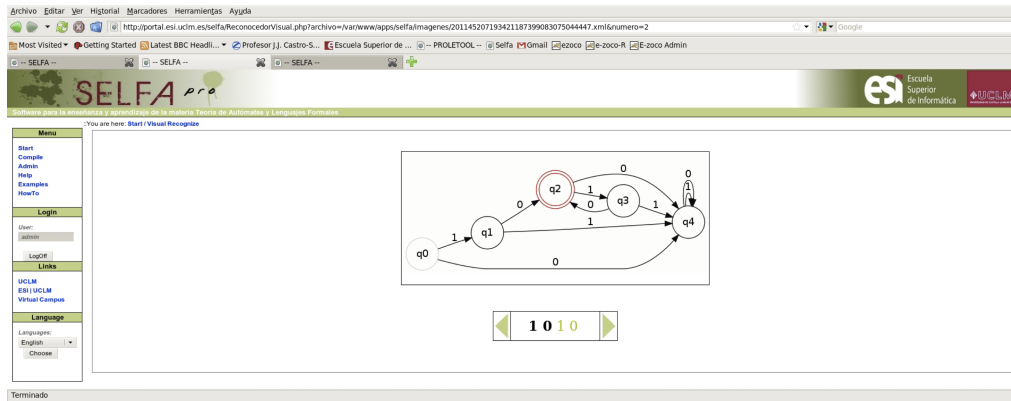 Archivo Editar Ver Historial Marcadores Herramientas Ayuda
http://portal.esi.uclm.es/selfa/ReconocedorVisual.php?archivo=/var/www/apps/selfa/imagenes/20114520719342118739908307504447.xml&numero=2
Google
Most Visited Getting Started Latest BBC Headli... Profesor J.J. Castro-S... Escuela Superior de ... -- PROLETOOL -- Selfa Gmail ezoco e-zoco-R E-Zoco Admin
-- SELFA -- -- SELFA -- -- SELFA --
SELFA pro
esi Escuela
Superior
de Informática
UCLM
Software para la enseñanza y aprendizaje de la materia Teoría de Autómatas y Lenguajes Formales
:You are here: Start / Visual Recognize
Menu
Start
Compile
Admin
Help
Examples
HowTo
Login
User:
admin
LogOff
Links
UCLM
ESI | UCLM
Virtual Campus
Language
Languages:
English
Choose
0
0
q2
1
1
0
0
q3
1
q4
1
q1
1
q0
0
1 0 1 0
Terminado